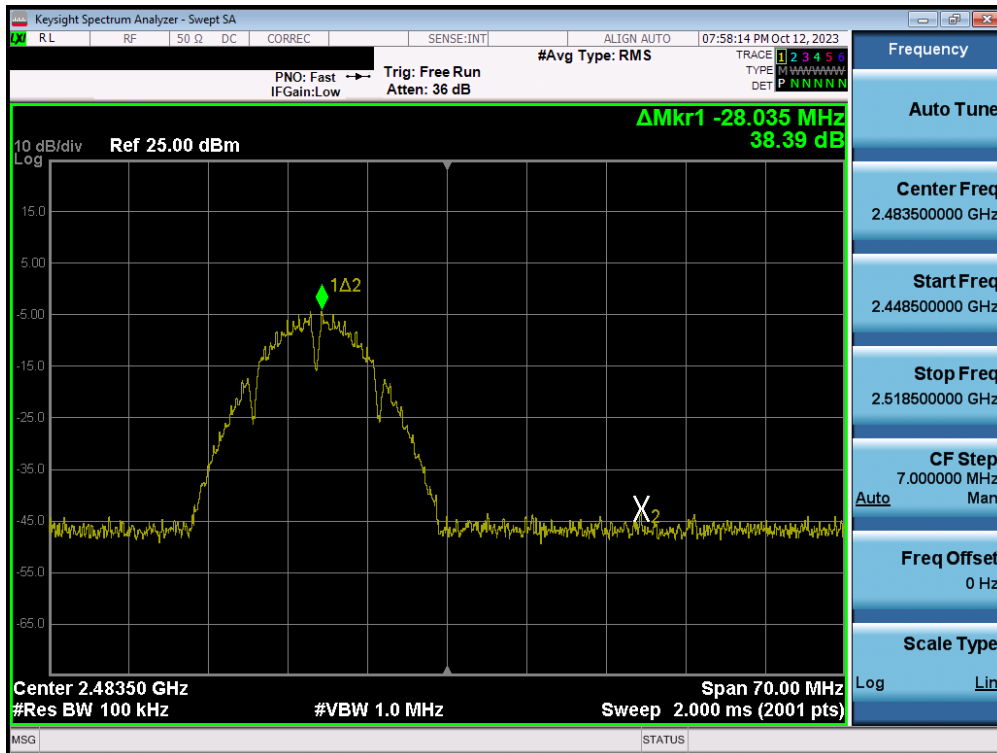 Keysight Spectrum Analyzer - Swept SA
LXI RL RF 50 Ω DC CORREC SENSE:INT ALIGN AUTO 07:58:14 PM Oct 12, 2023
#Avg Type: RMS
TRACE 1 2 3 4 5 6
PNO: Fast Trig: Free Run TYPE M WWWWW
IFGain:Low Atten: 36 dB DET P N N N N N
ΔMkr1 -28.035 MHz
38.39 dB
10 dB/div Ref 25.00 dBm
Log
15.0
5.00
1Δ2
-5.00
-15.0
-25.0
-35.0
-45.0
X2
-55.0
-65.0
Center 2.48350 GHz Span 70.00 MHz
#Res BW 100 kHz #VBW 1.0 MHz Sweep 2.000 ms (2001 pts)
MSG STATUS
Frequency
Auto Tune
Center Freq
2.483500000 GHz
Start Freq
2.448500000 GHz
Stop Freq
2.518500000 GHz
CF Step
7.000000 MHz
Auto Man
Freq Offset
0 Hz
Scale Type
Log Lin